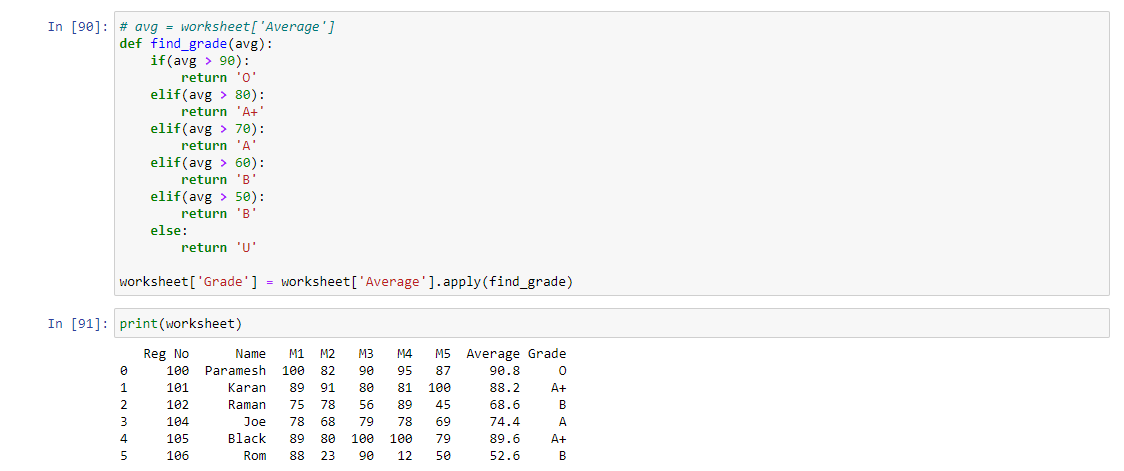 In [90]: # avg = worksheet['Average']
def find_grade(avg):
    if(avg > 90):
        return 'O'
    elif(avg > 80):
        return 'A+'
    elif(avg > 70):
        return 'A'
    elif(avg > 60):
        return 'B'
    elif(avg > 50):
        return 'B'
    else:
        return 'U'
worksheet['Grade'] = worksheet['Average'].apply(find_grade)
In [91]: print(worksheet)
Reg No Name M1 M2 M3 M4 M5 Average Grade
0 100 Paramesh 100 82 90 95 87 90.8 O
1 101 Karan 89 91 80 81 100 88.2 A+
2 102 Raman 75 78 56 89 45 68.6 B
3 104 Joe 78 68 79 78 69 74.4 A
4 105 Black 89 80 100 100 79 89.6 A+
5 106 Rom 88 23 90 12 50 52.6 B